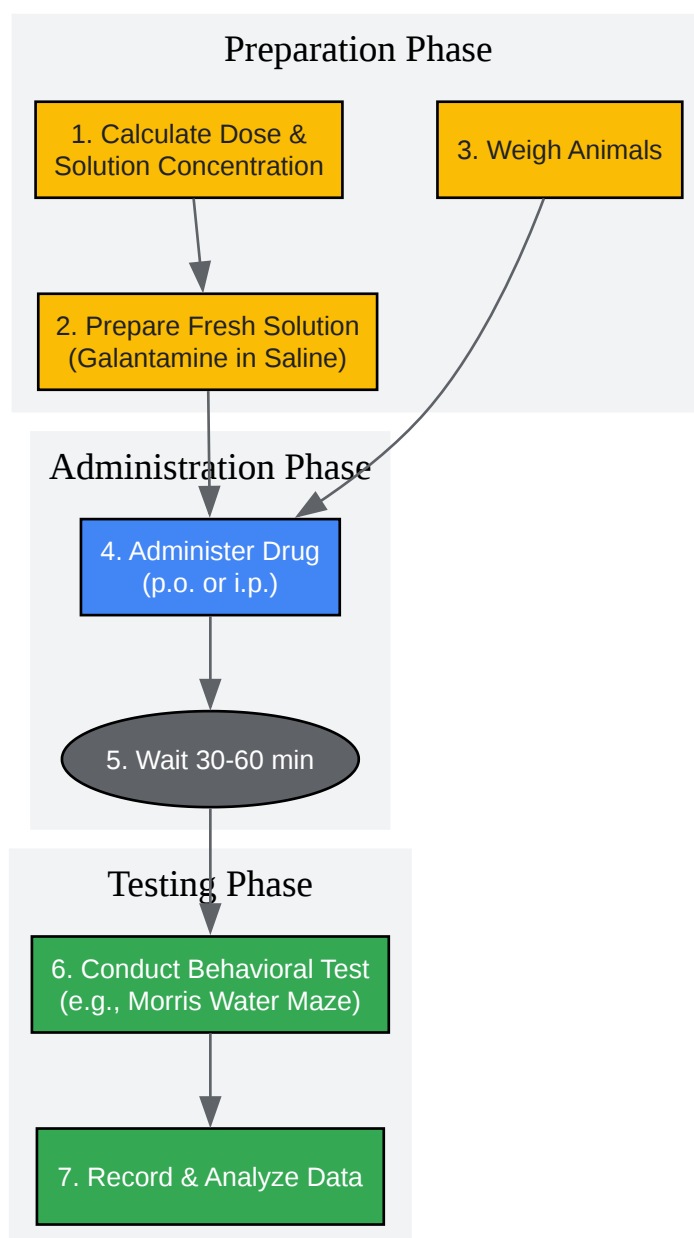 Preparation Phase
1. Calculate Dose &
Solution Concentration
3. Weigh Animals
2. Prepare Fresh Solution
(Galantamine in Saline)
Administration Phase
4. Administer Drug
(p.o. or i.p.)
5. Wait 30-60 min
Testing Phase
6. Conduct Behavioral Test
(e.g., Morris Water Maze)
7. Record & Analyze Data